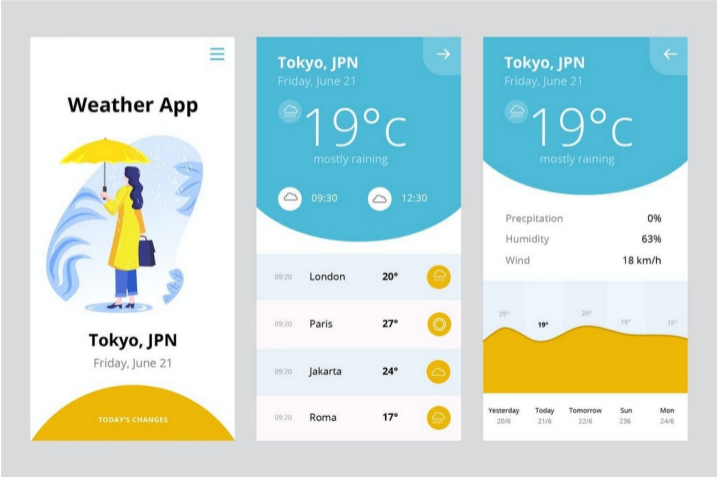 Weather App
Tokyo, JPN
Friday, June 21
TODAY'S CHANGES
Tokyo, JPN
Friday, June 21
19°c
mostly raining
09:30 12:30
09:20 London 20°
09:20 Paris 27°
09:20 Jakarta 24°
09:20 Roma 17°
Tokyo, JPN
Friday, June 21
19°c
mostly raining
Precpitation 0%
Humidity 63%
Wind 18 km/h
25° 19° 25° 18° 15°
Yesterday Today Tomorrow Sun Mon
20/6 21/6 22/6 236 24/6